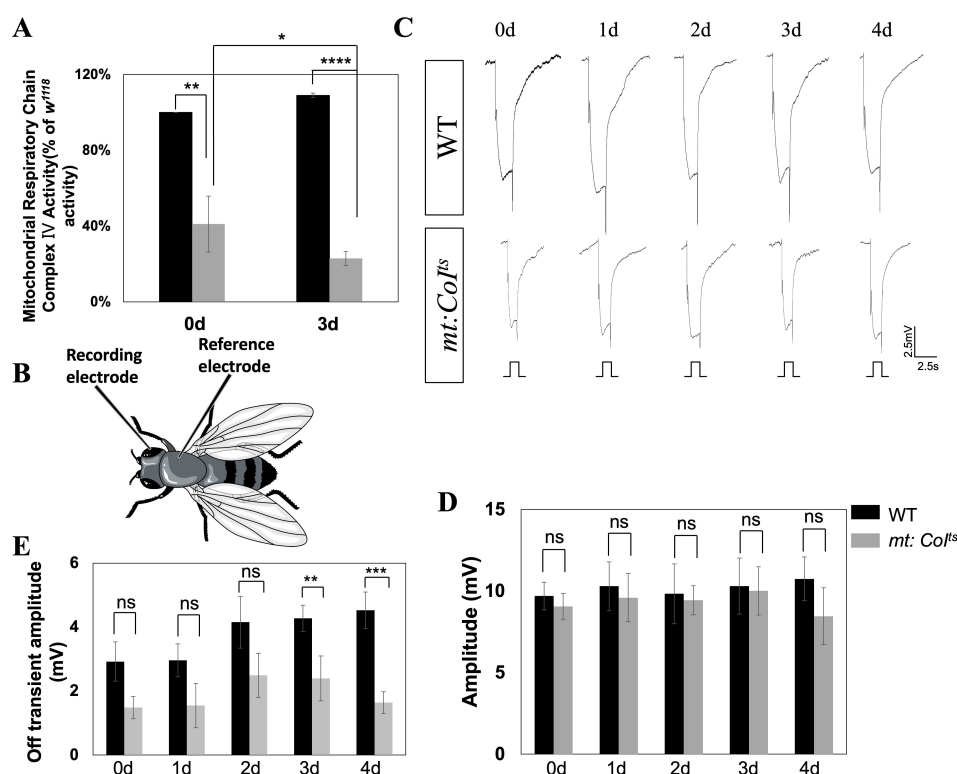 A
Mitochondrial Respiratory Chain
Complex IV Activity(% of w1118
activity)
120%
80%
40%
0%
**
*
****
0d
3d
C
0d 1d 2d 3d 4d
WT
mt:CoIts
2.5mV
2.5s
B
Recording
electrode
Reference
electrode
D
Amplitude (mV)
15
10
5
0
ns ns ns ns ns
0d 1d 2d 3d 4d
WT
mt: CoIts
E
Off transient amplitude
(mV)
6
4
2
0
ns ns ns ** ***
0d 1d 2d 3d 4d